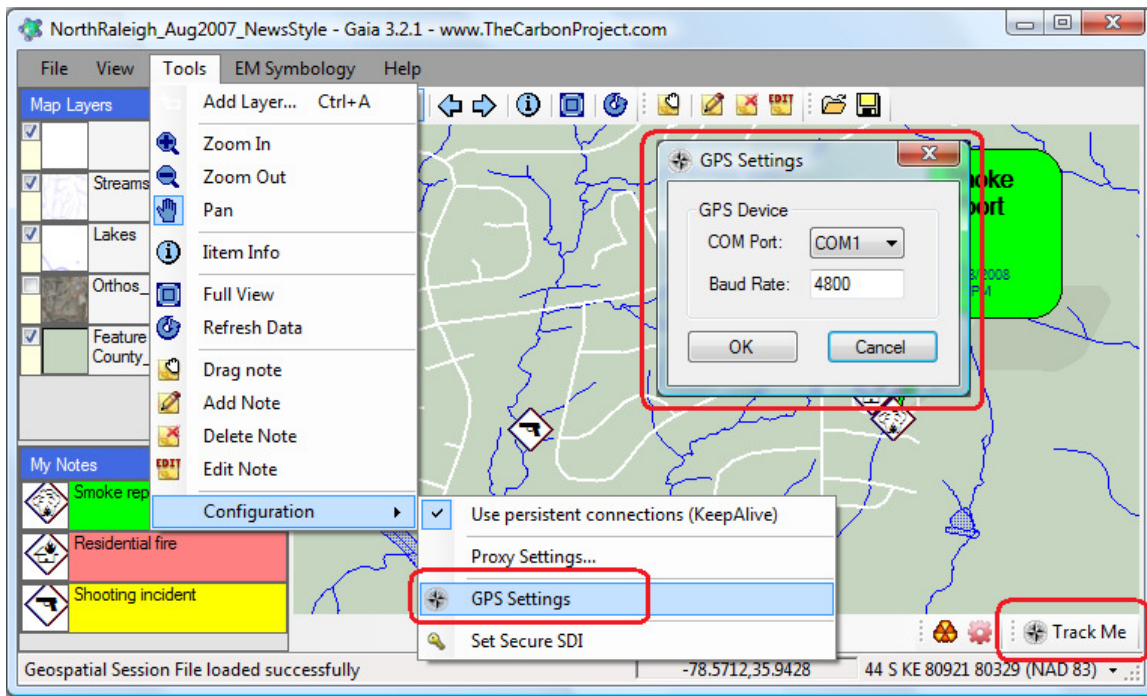 NorthRaleigh_Aug2007_NewsStyle - Gaia 3.2.1 - www.TheCarbonProject.com
File View Tools EM Symbology Help
Map Layers
Streams
Lakes
Orthos_
Feature
County_
Add Layer... Ctrl+A
Zoom In
Zoom Out
Pan
Iitem Info
Full View
Refresh Data
Drag note
Add Note
Delete Note
EDIT Edit Note
Configuration
EDIT
GPS Settings
GPS Device
COM Port: COM1
Baud Rate: 4800
OK Cancel
My Notes
Smoke rep
Residential fire
Shooting incident
Use persistent connections (KeepAlive)
Proxy Settings...
GPS Settings
Set Secure SDI
Track Me
Geospatial Session File loaded successfully
-78.5712,35.9428
44 S KE 80921 80329 (NAD 83)